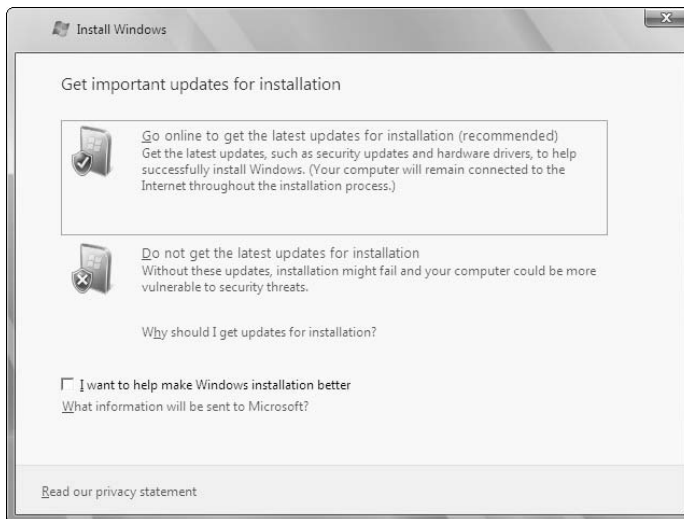 Install Windows
X
Get important updates for installation
Go online to get the latest updates for installation (recommended)
Get the latest updates, such as security updates and hardware drivers, to help
successfully install Windows. (Your computer will remain connected to the
Internet throughout the installation process.)
Do not get the latest updates for installation
Without these updates, installation might fail and your computer could be more
vulnerable to security threats.
Why should I get updates for installation?
I want to help make Windows installation better
What information will be sent to Microsoft?
Read our privacy statement